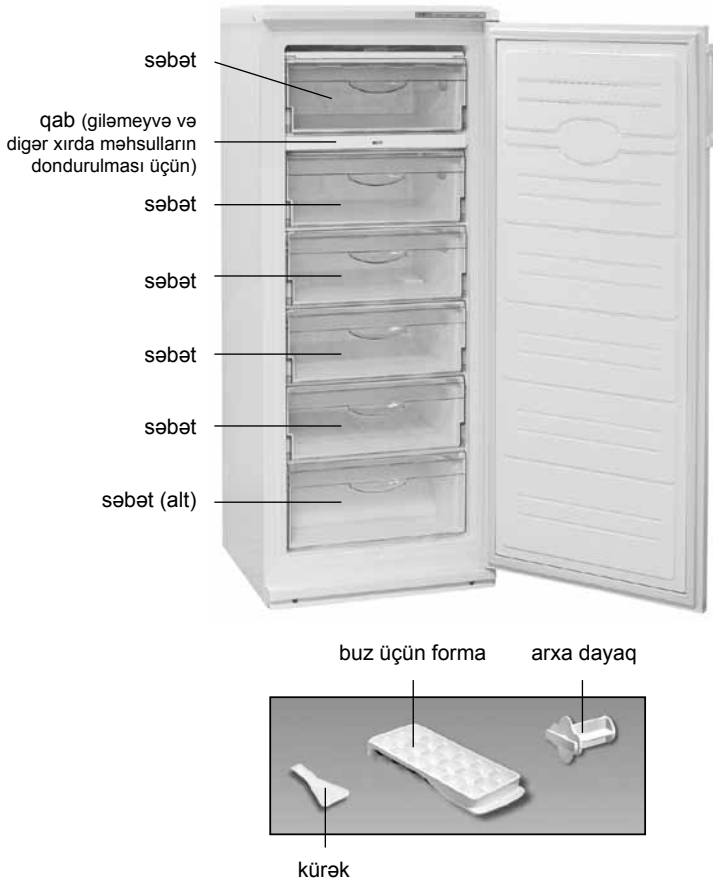 səbət
qab (giləmeyvə və
digər xırda məhsulların
dondurulması üçün)
səbət
səbət
səbət
səbət
səbət (alt)
buz üçün forma
arxa dayaq
kürək